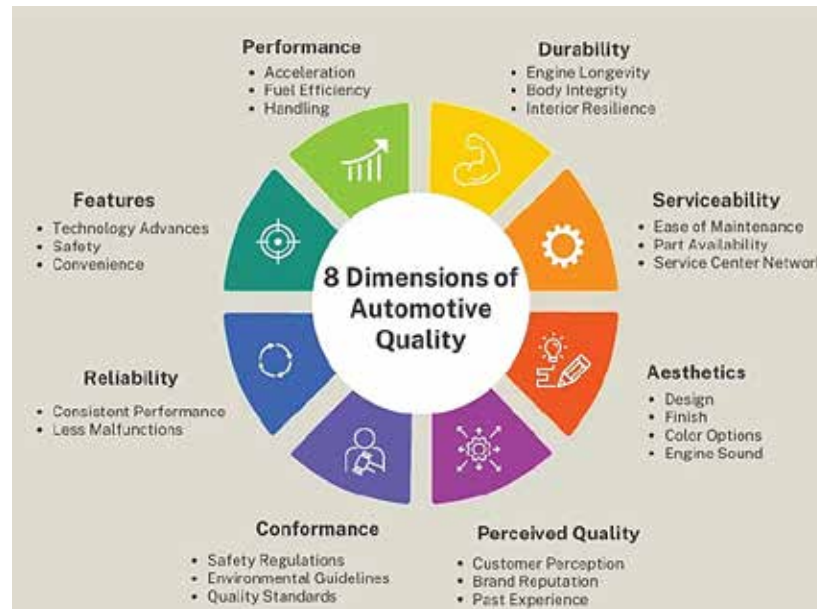 Performance
• Acceleration
• Fuel Efficiency
• Handling
Durability
• Engine Longevity
• Body Integrity
• Interior Resilience
Features
• Technology Advances
• Safety
• Convenience
Serviceability
• Ease of Maintenance
• Part Availability
• Service Center Network
8 Dimensions of
Automotive
Quality
Reliability
• Consistent Performance
• Less Malfunctions
Aesthetics
• Design
• Finish
• Color Options
• Engine Sound
Conformance
• Safety Regulations
• Environmental Guidelines
• Quality Standards
Perceived Quality
• Customer Perception
• Brand Reputation
• Past Experience